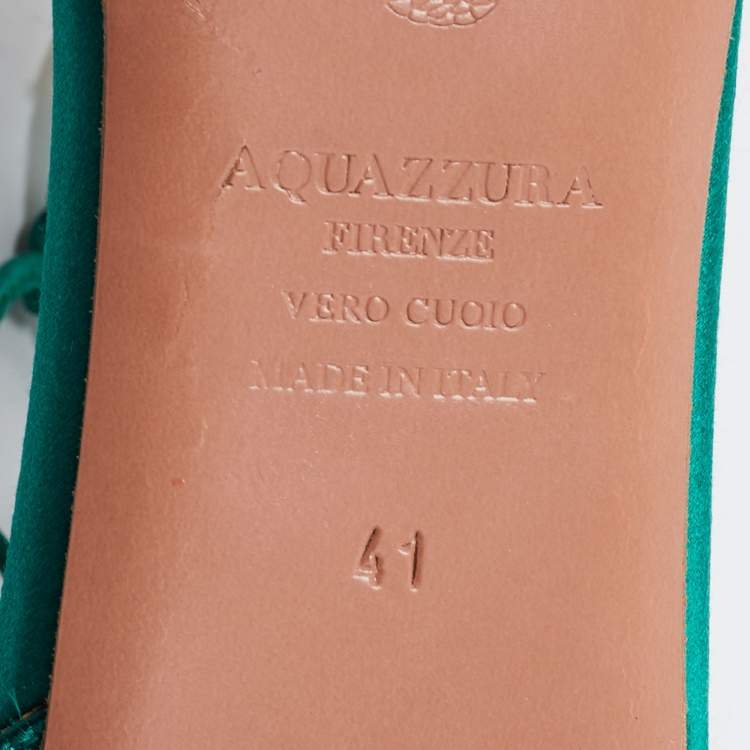 AQUAZZURA
FIRENZE
VERO CUOIO
MADE IN ITALY
41